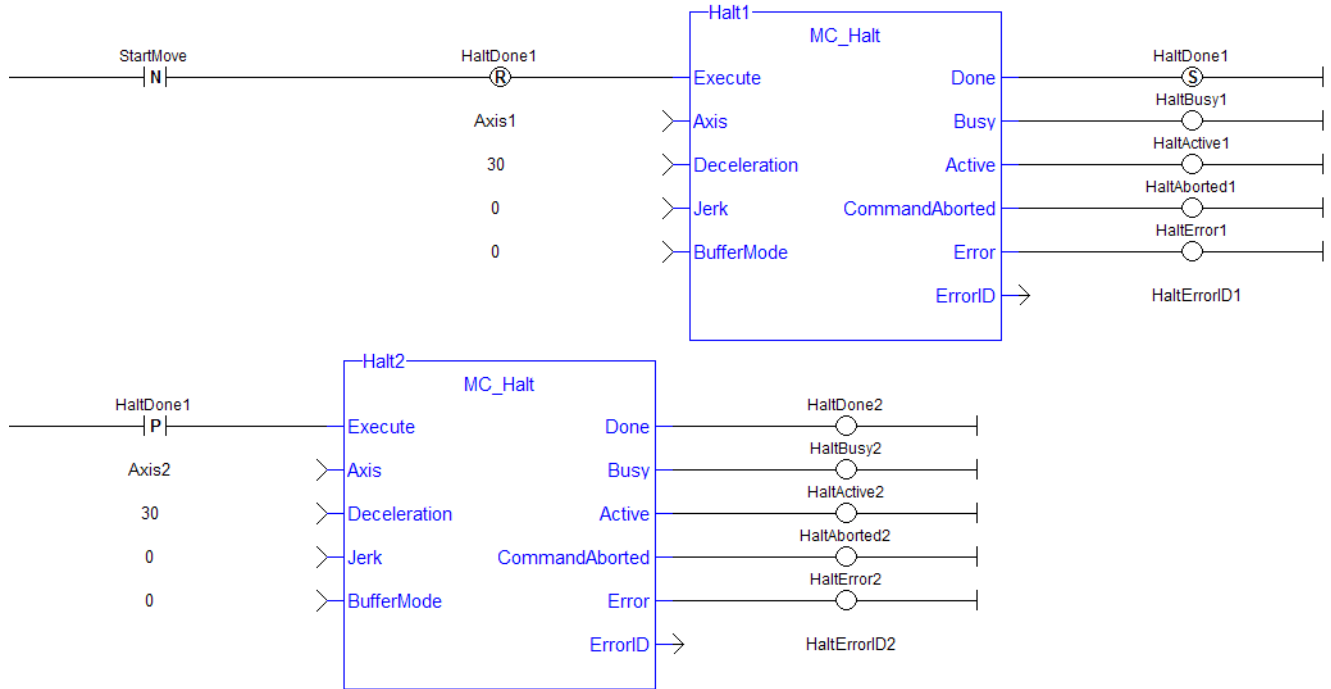 Halt1
MC_Halt
StartMove HaltDone1 HaltDone1
N R Execute Done S
HaltBusy1
Axis1 Axis Busy
HaltActive1
30 Deceleration Active
HaltAborted1
0 Jerk CommandAborted
HaltError1
0 BufferMode Error
ErrorID HaltErrorID1
Halt2
MC_Halt
HaltDone1 HaltDone2
P Execute Done
HaltBusy2
Axis2 Axis Busy
HaltActive2
30 Deceleration Active
HaltAborted2
0 Jerk CommandAborted
HaltError2
0 BufferMode Error
ErrorID HaltErrorID2